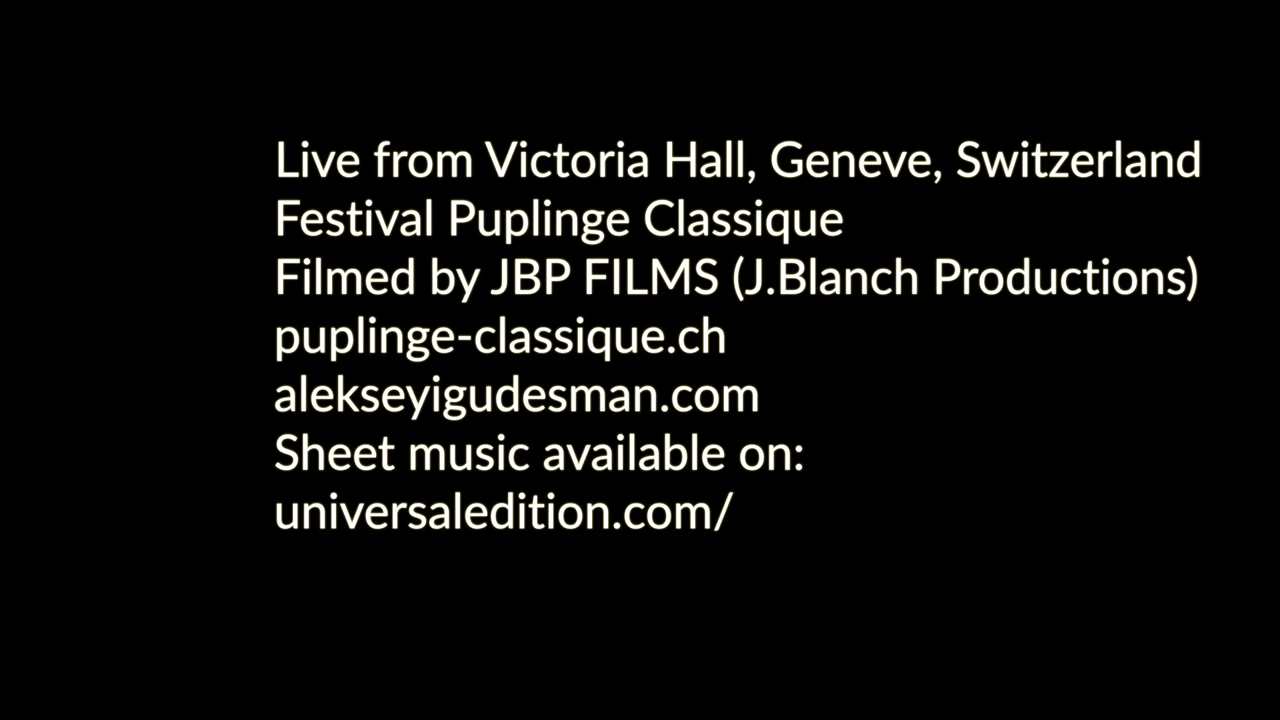 Live from Victoria Hall, Geneve, Switzerland
Festival Puplinge Classique
Filmed by JBP FILMS (J.Blanch Productions)
puplinge-classique.ch
alekseyigudesman.com
Sheet music available on:
universaledition.com/